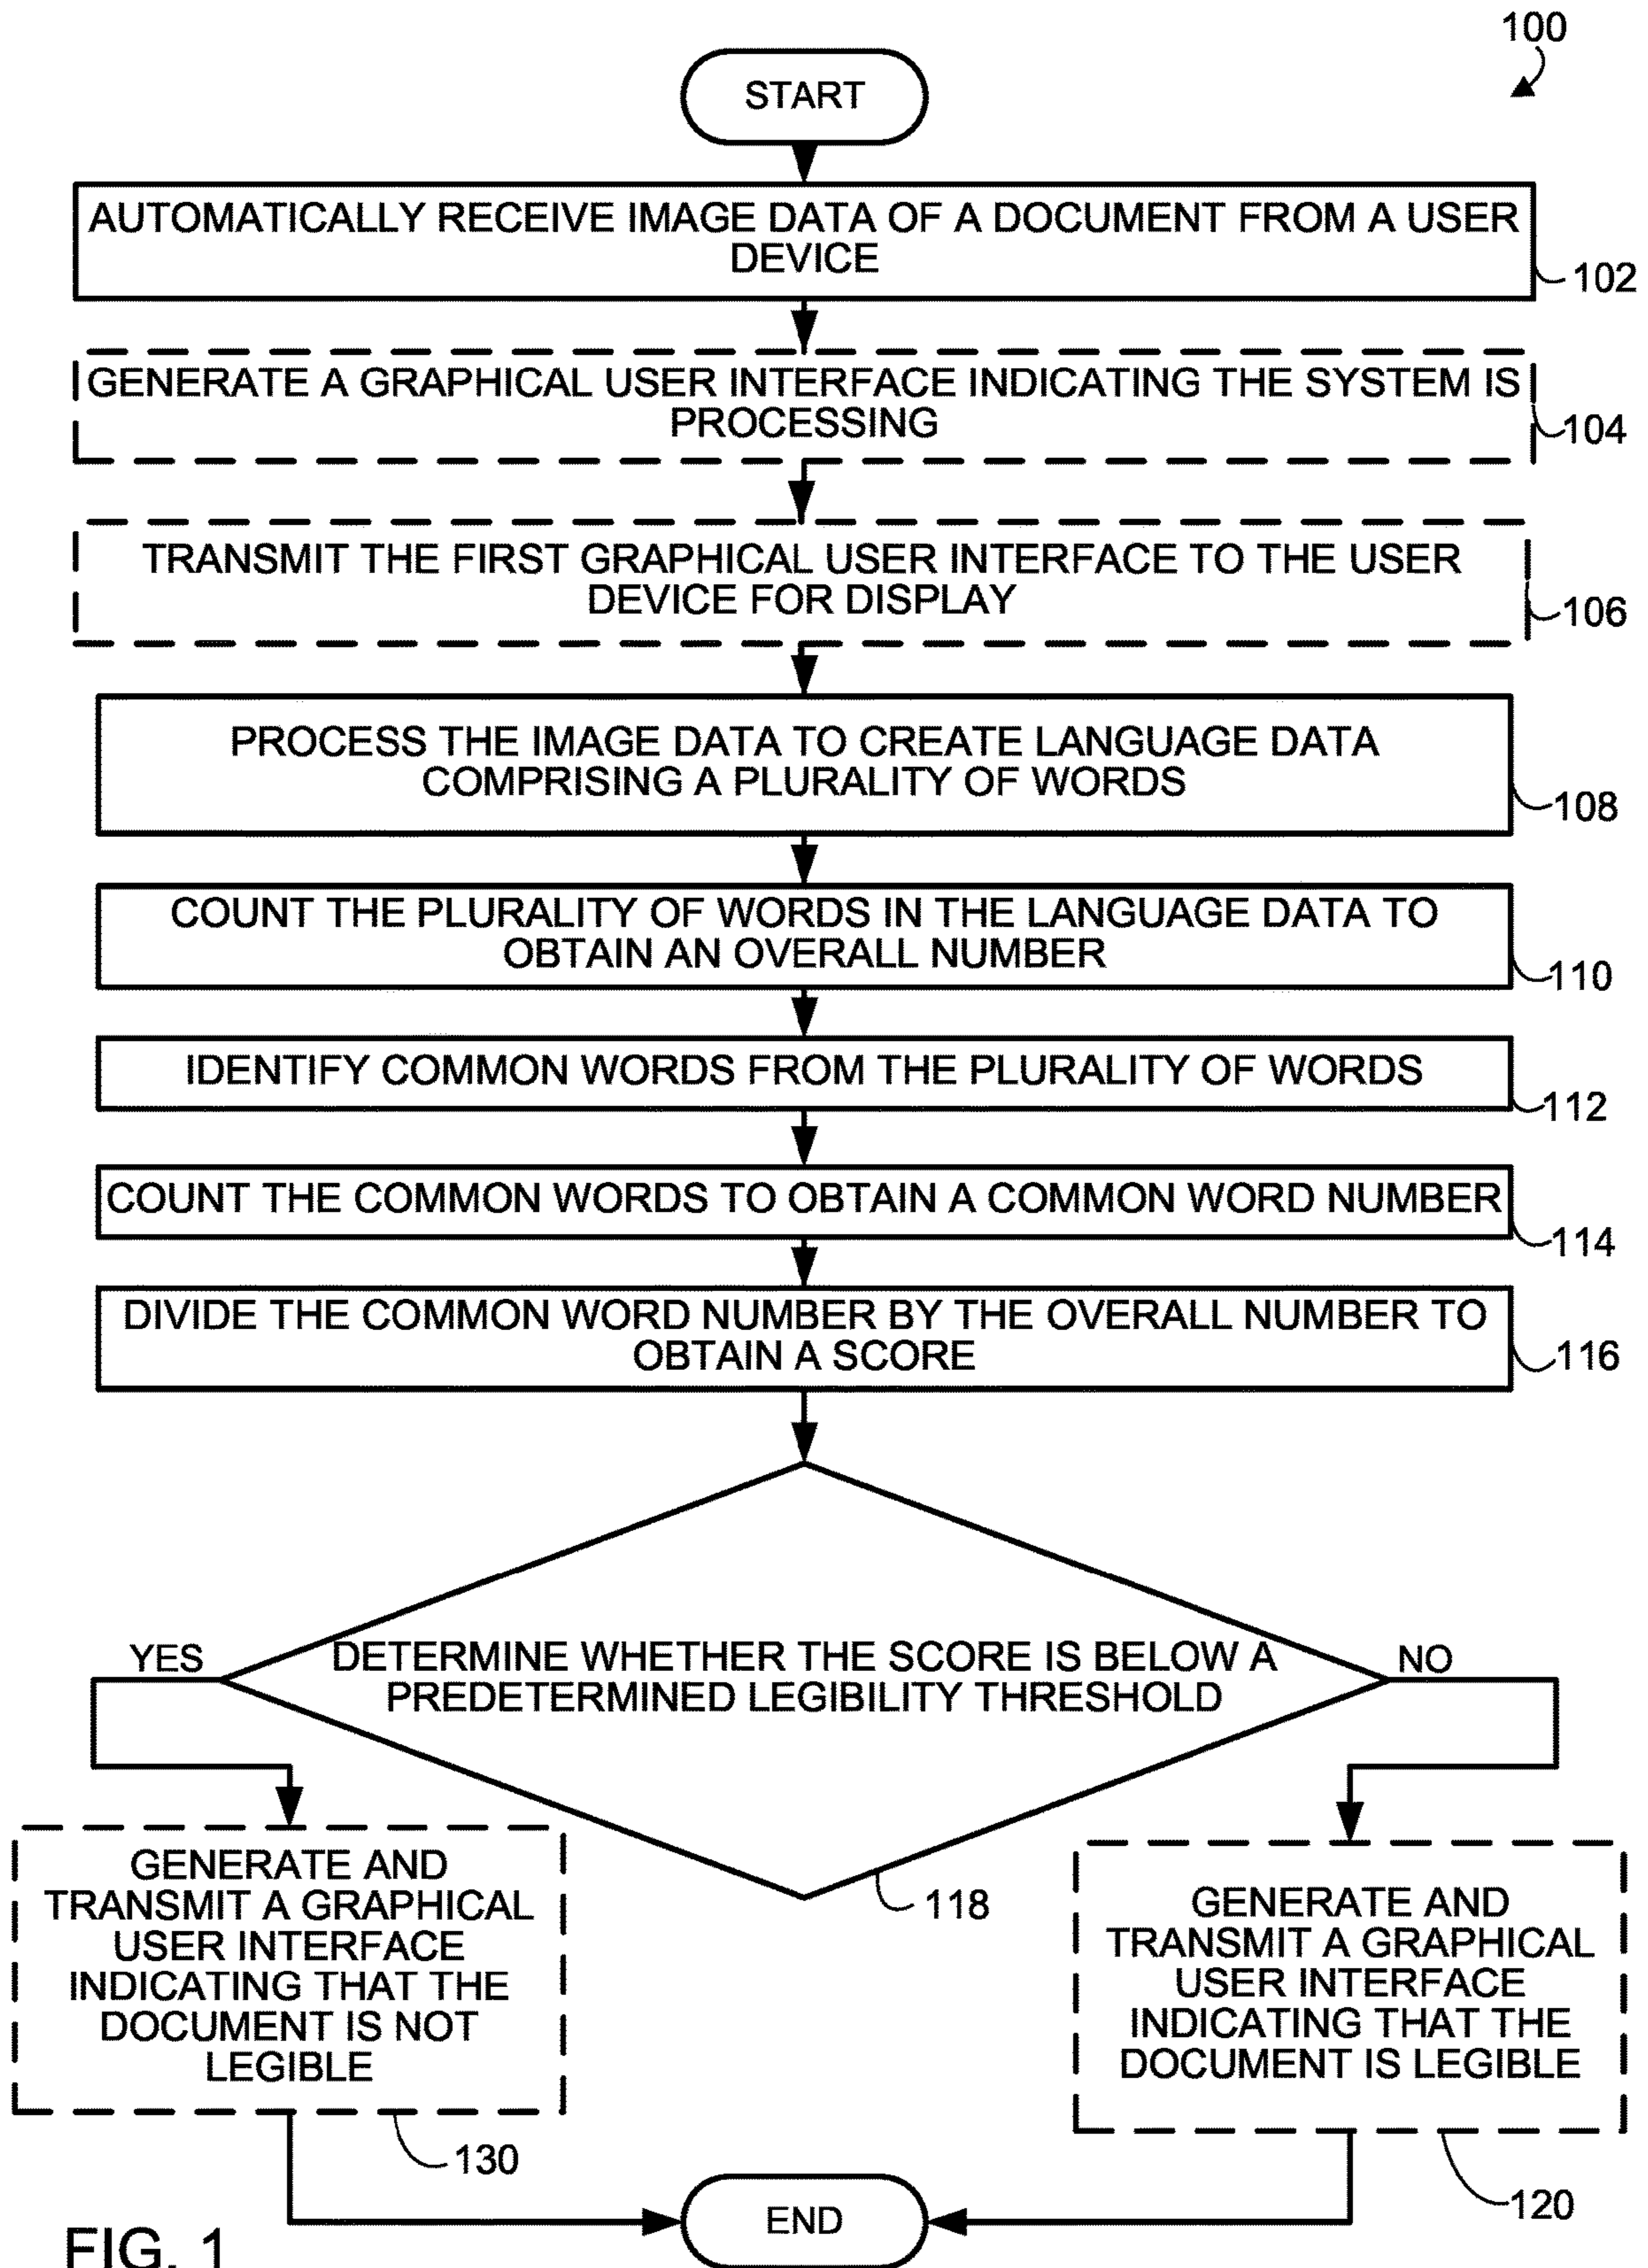 100
START
AUTOMATICALLY RECEIVE IMAGE DATA OF A DOCUMENT FROM A USER
DEVICE
102
GENERATE A GRAPHICAL USER INTERFACE INDICATING THE SYSTEM IS
PROCESSING
104
TRANSMIT THE FIRST GRAPHICAL USER INTERFACE TO THE USER
DEVICE FOR DISPLAY
106
PROCESS THE IMAGE DATA TO CREATE LANGUAGE DATA
COMPRISING A PLURALITY OF WORDS
108
COUNT THE PLURALITY OF WORDS IN THE LANGUAGE DATA TO
OBTAIN AN OVERALL NUMBER
110
IDENTIFY COMMON WORDS FROM THE PLURALITY OF WORDS
112
COUNT THE COMMON WORDS TO OBTAIN A COMMON WORD NUMBER
114
DIVIDE THE COMMON WORD NUMBER BY THE OVERALL NUMBER TO
OBTAIN A SCORE
116
YES
DETERMINE WHETHER THE SCORE IS BELOW A
PREDETERMINED LEGIBILITY THRESHOLD
NO
118
GENERATE AND
TRANSMIT A GRAPHICAL
USER INTERFACE
INDICATING THAT THE
DOCUMENT IS NOT
LEGIBLE
130
GENERATE AND
TRANSMIT A GRAPHICAL
USER INTERFACE
INDICATING THAT THE
DOCUMENT IS LEGIBLE
120
END
FIG. 1